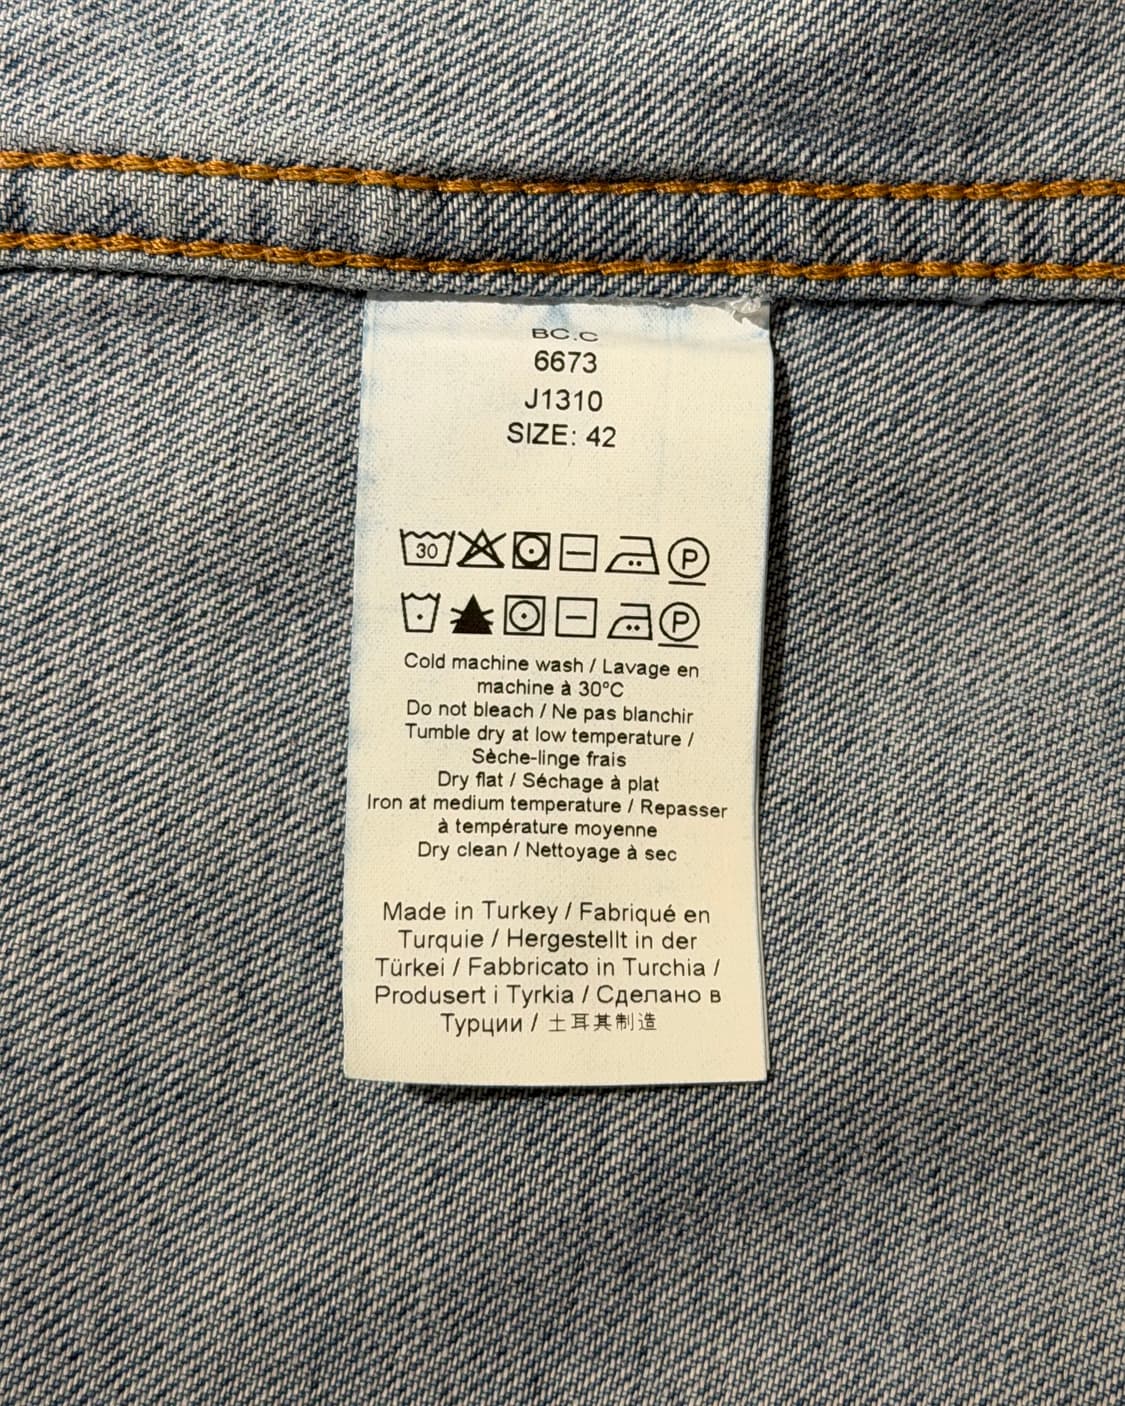 BC.C
6673
J1310
SIZE: 42
30 P
P
Cold machine wash / Lavage en
machine à 30°C
Do not bleach / Ne pas blanchir
Tumble dry at low temperature /
Sèche-linge frais
Dry flat / Séchage à plat
Iron at medium temperature / Repasser
à température moyenne
Dry clean / Nettoyage à sec
Made in Turkey / Fabriqué en
Turquie / Hergestellt in der
Türkei / Fabbricato in Turchia /
Produsert i Tyrkia / Сделано в
Турции / 土耳其制造